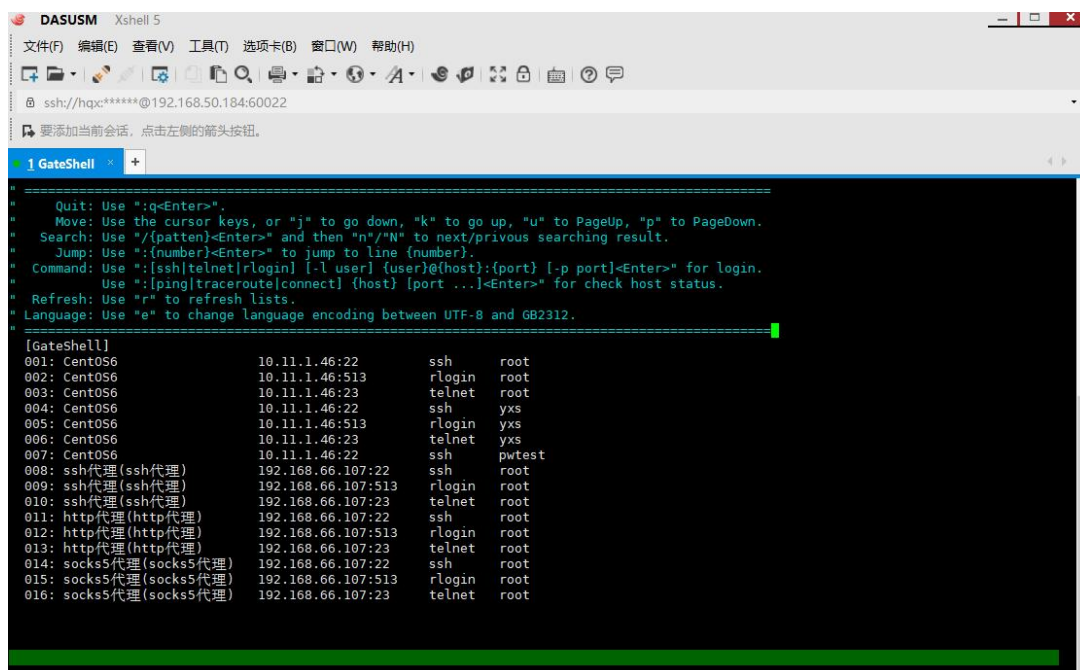 DASUSM Xshell 5
文件(F) 编辑(E) 查看(V) 工具(T) 选项卡(B) 窗口(W) 帮助(H)
ssh://hqx:******@192.168.50.184:60022
要添加当前会话，点击左侧的箭头按钮。
1 GateShell × +
" ================================================================================================
" Quit: Use ":q<Enter>".
" Move: Use the cursor keys, or "j" to go down, "k" to go up, "u" to PageUp, "p" to PageDown.
" Search: Use "/{patten}<Enter>" and then "n"/"N" to next/privous searching result.
" Jump: Use ":{number}<Enter>" to jump to line {number}.
" Command: Use ":[ssh|telnet|rlogin] [-l user] {user}@{host}:{port} [-p port]<Enter>" for login.
" Use ":[ping|traceroute|connect] {host} [port ...]<Enter>" for check host status.
" Refresh: Use "r" to refresh lists.
" Language: Use "e" to change language encoding between UTF-8 and GB2312.
" ================================================================================================
[GateShell]
001: CentOS6 10.11.1.46:22 ssh root
002: CentOS6 10.11.1.46:513 rlogin root
003: CentOS6 10.11.1.46:23 telnet root
004: CentOS6 10.11.1.46:22 ssh yxs
005: CentOS6 10.11.1.46:513 rlogin yxs
006: CentOS6 10.11.1.46:23 telnet yxs
007: CentOS6 10.11.1.46:22 ssh pwtest
008: ssh代理(ssh代理) 192.168.66.107:22 ssh root
009: ssh代理(ssh代理) 192.168.66.107:513 rlogin root
010: ssh代理(ssh代理) 192.168.66.107:23 telnet root
011: http代理(http代理) 192.168.66.107:22 ssh root
012: http代理(http代理) 192.168.66.107:513 rlogin root
013: http代理(http代理) 192.168.66.107:23 telnet root
014: socks5代理(socks5代理) 192.168.66.107:22 ssh root
015: socks5代理(socks5代理) 192.168.66.107:513 rlogin root
016: socks5代理(socks5代理) 192.168.66.107:23 telnet root